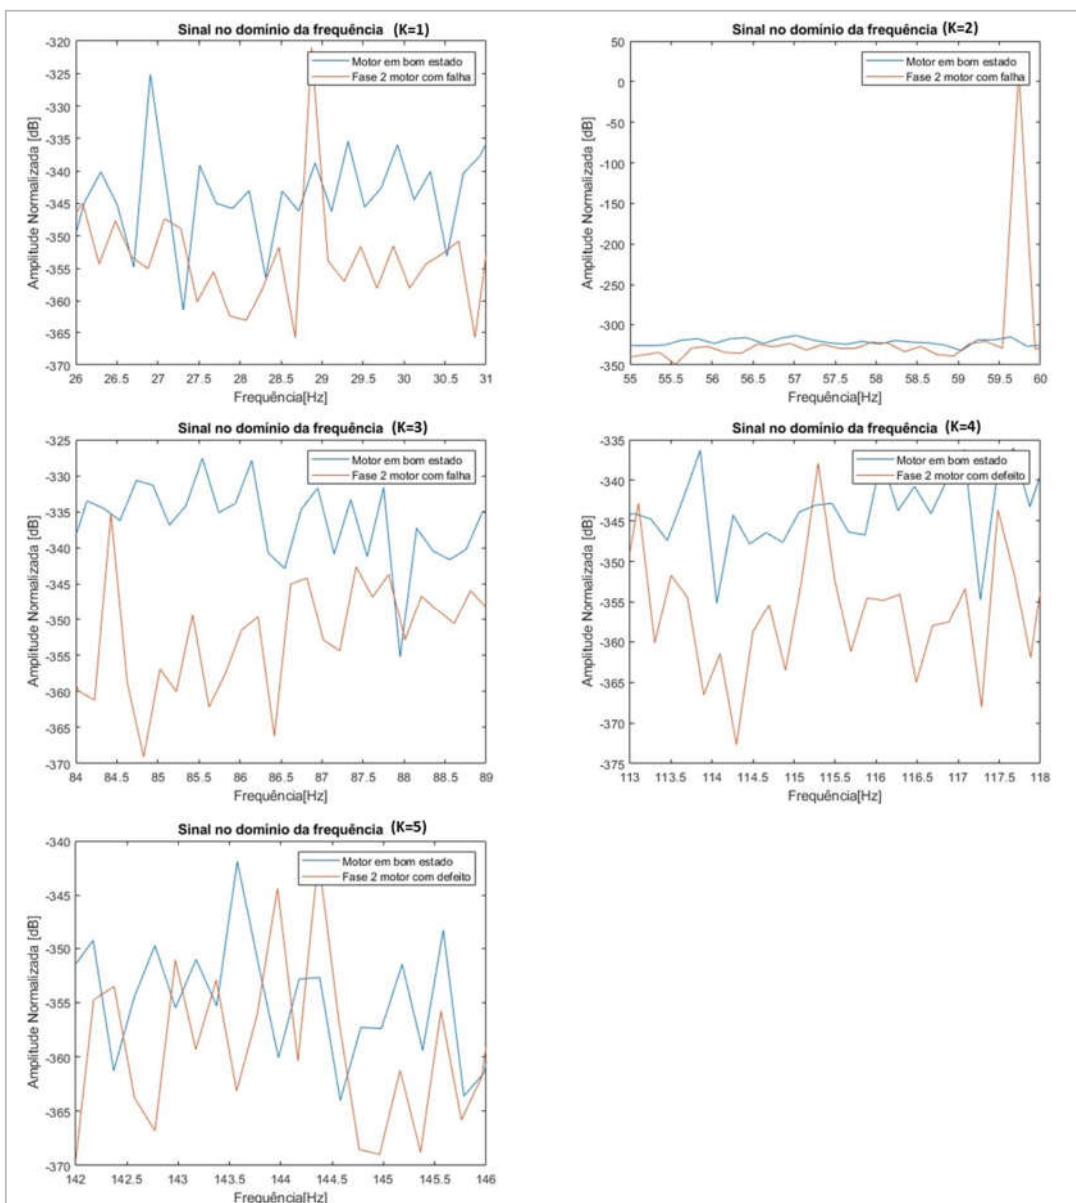 Sinal no domínio da frequência (K=1)
Motor em bom estado
Fase 2 motor com falha
Amplitude Normalizada [dB]
-320
-325
-330
-335
-340
-345
-350
-355
-360
-365
-370
26 26.5 27 27.5 28 28.5 29 29.5 30 30.5 31
Frequência[Hz]
Sinal no domínio da frequência (K=2)
Motor em bom estado
Fase 2 motor com falha
Amplitude Normalizada [dB]
50
0
-50
-100
-150
-200
-250
-300
-350
55 55.5 56 56.5 57 57.5 58 58.5 59 59.5 60
Frequência[Hz]
Sinal no domínio da frequência (K=3)
Motor em bom estado
Fase 2 motor com falha
Amplitude Normalizada [dB]
-325
-330
-335
-340
-345
-350
-355
-360
-365
-370
84 84.5 85 85.5 86 86.5 87 87.5 88 88.5 89
Frequência[Hz]
Sinal no domínio da frequência (K=4)
Motor em bom estado
Fase 2 motor com defeito
Amplitude Normalizada [dB]
-335
-340
-345
-350
-355
-360
-365
-370
-375
113 113.5 114 114.5 115 115.5 116 116.5 117 117.5 118
Frequência[Hz]
Sinal no domínio da frequência (K=5)
Motor em bom estado
Fase 2 motor com defeito
Amplitude Normalizada [dB]
-340
-345
-350
-355
-360
-365
-370
142 142.5 143 143.5 144 144.5 145 145.5 146
Frequência[Hz]